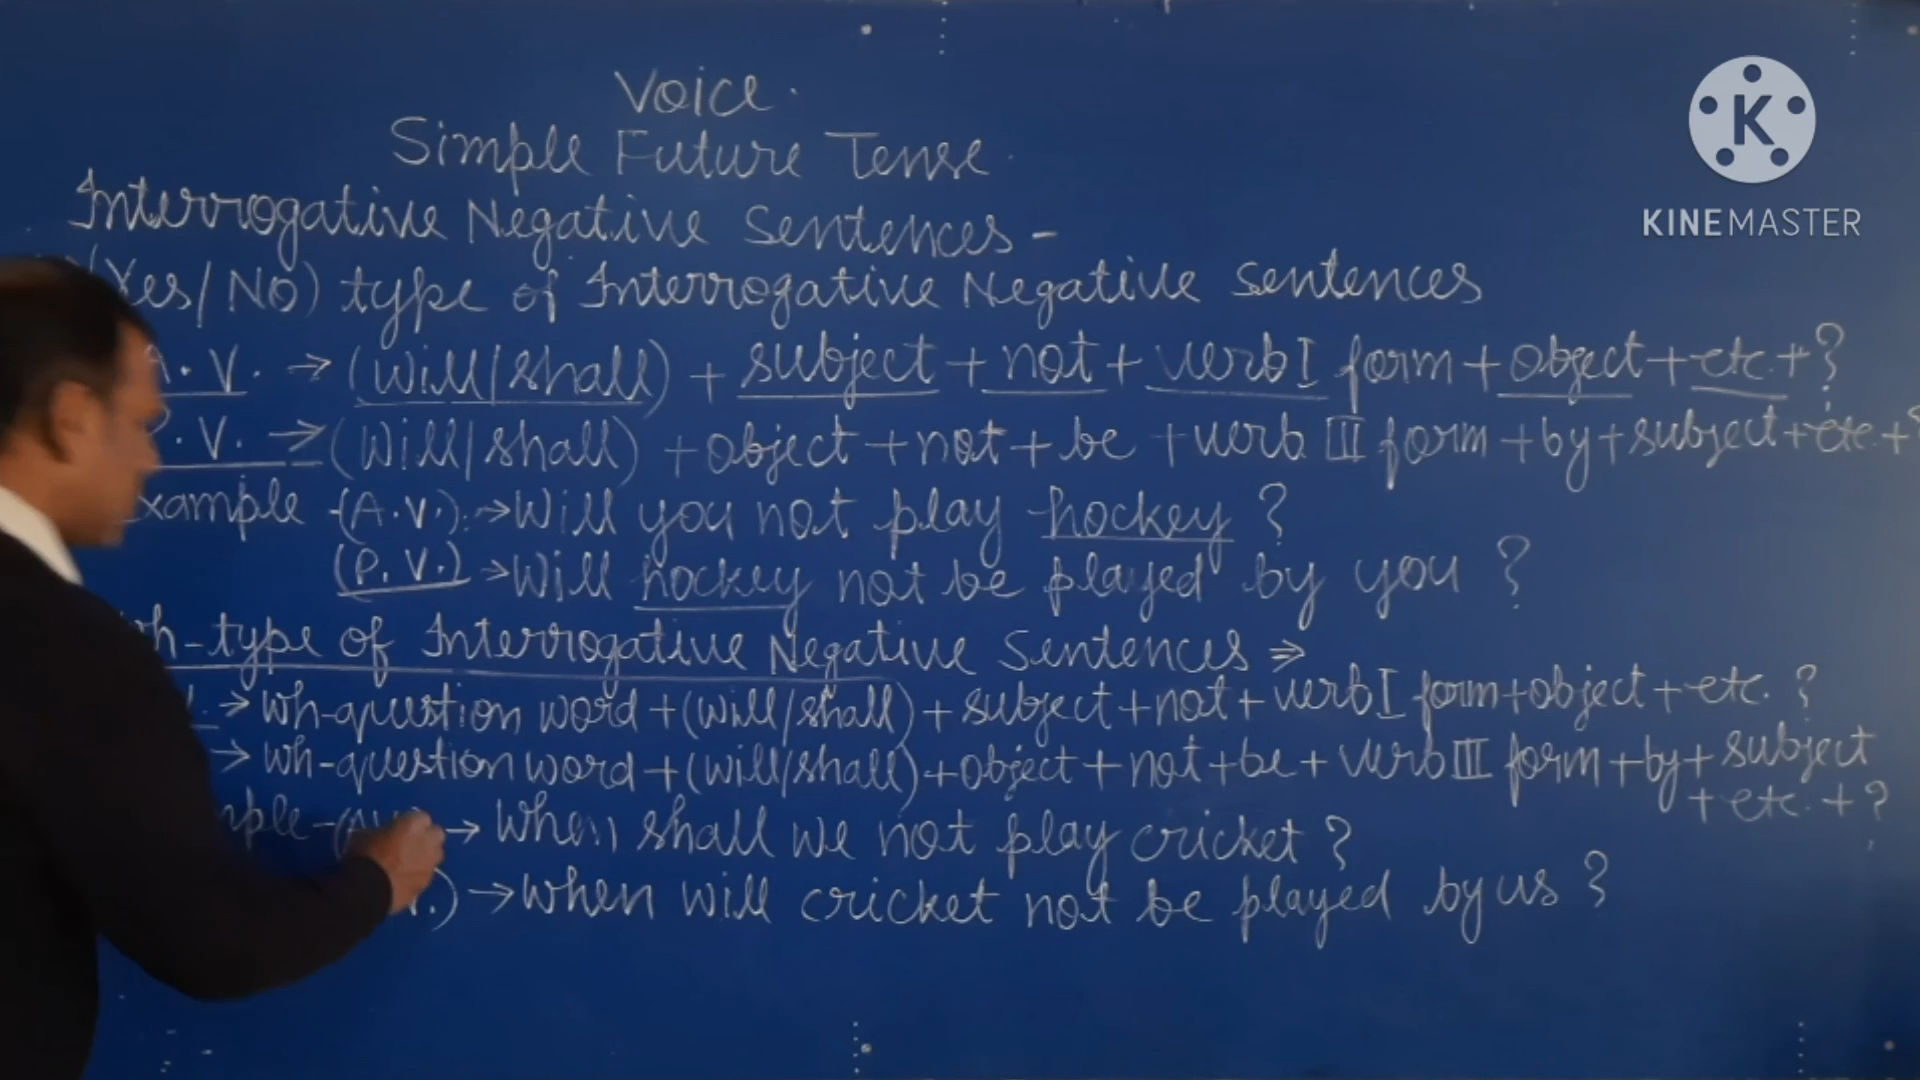 Voice.
Simple Future Tense.
K
KINEMASTER
Interrogative Negative Sentences -
(Yes/No) type of Interrogative Negative Sentences
A.V. → (Will/shall) + subject + not + verb I form + object + etc. + ?
P.V. → (Will/shall) + object + not + be + verb III form + by + subject + etc. + ?
Example (A.V.) → Will you not play hockey ?
(P.V.) → Will hockey not be played by you ?
wh-type of Interrogative Negative Sentences ⇒
→ wh-question word + (will/shall) + subject + not + verb I form + object + etc. ?
→ wh-question word + (will/shall) + object + not + be + verb III form + by + subject
+ etc. + ?
→ When shall we not play cricket ?
→ when will cricket not be played by us ?